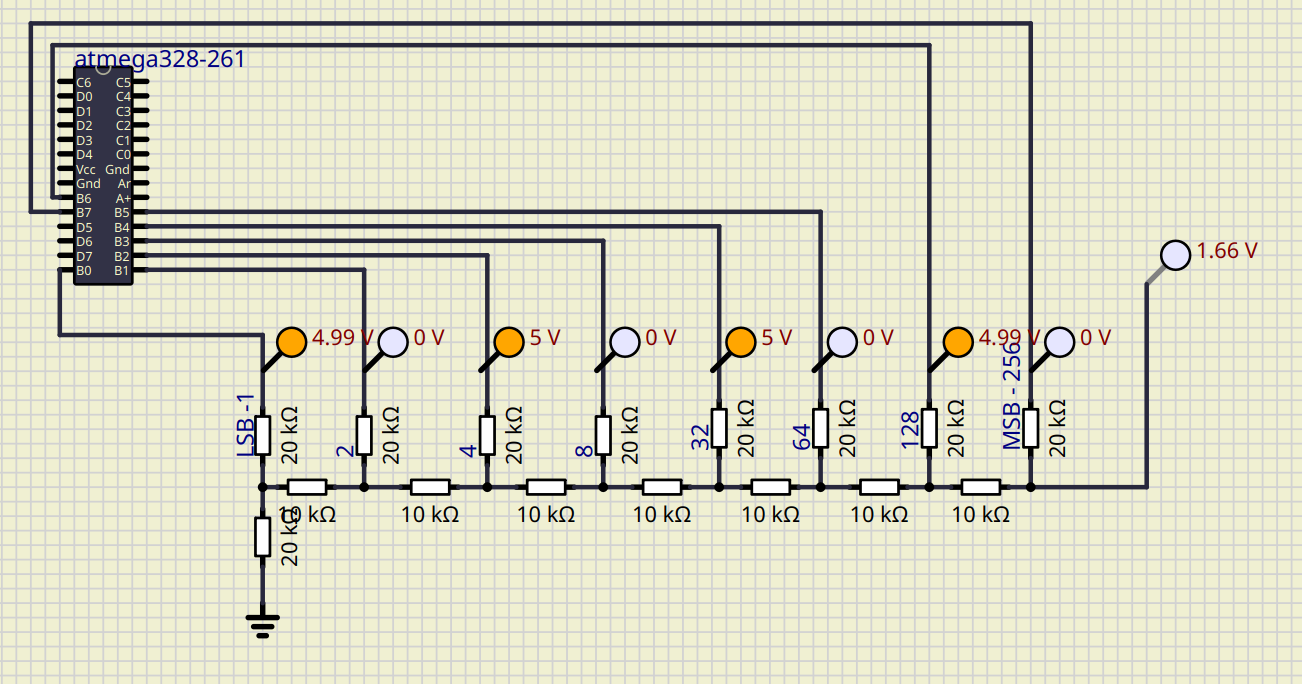 atmega328-261
C6 C5
D0 C4
D1 C3
D2 C2
D3 C1
D4 C0
Vcc Gnd
Gnd Ar
B6 A+
B7 B5
D5 B4
D6 B3
D7 B2
B0 B1
1.66 V
4.99 V
0 V
5 V
0 V
5 V
0 V
4.99 V
0 V
LSB -1
20 kΩ
2
20 kΩ
4
20 kΩ
8
20 kΩ
32
20 kΩ
64
20 kΩ
128
20 kΩ
MSB - 256
20 kΩ
10 kΩ
10 kΩ
10 kΩ
10 kΩ
10 kΩ
10 kΩ
10 kΩ
20 kΩ